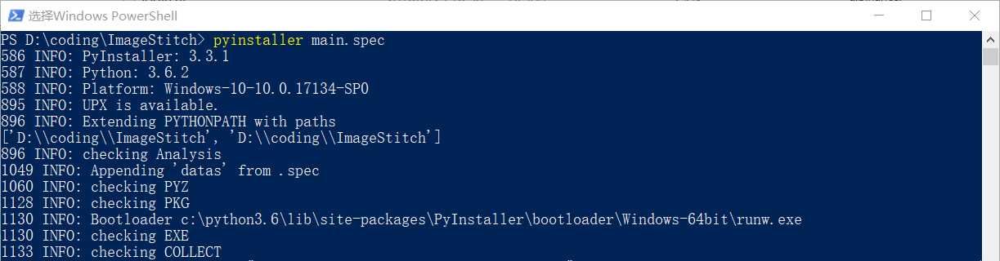 选择Windows PowerShell
PS D:\coding\ImageStitch> pyinstaller main.spec
586 INFO: PyInstaller: 3.3.1
587 INFO: Python: 3.6.2
588 INFO: Platform: Windows-10-10.0.17134-SP0
895 INFO: UPX is available.
896 INFO: Extending PYTHONPATH with paths
['D:\\coding\\ImageStitch', 'D:\\coding\\ImageStitch']
896 INFO: checking Analysis
1049 INFO: Appending 'datas' from .spec
1060 INFO: checking PYZ
1128 INFO: checking PKG
1130 INFO: Bootloader c:\python3.6\lib\site-packages\PyInstaller\bootloader\Windows-64bit\runw.exe
1130 INFO: checking EXE
1133 INFO: checking COLLECT